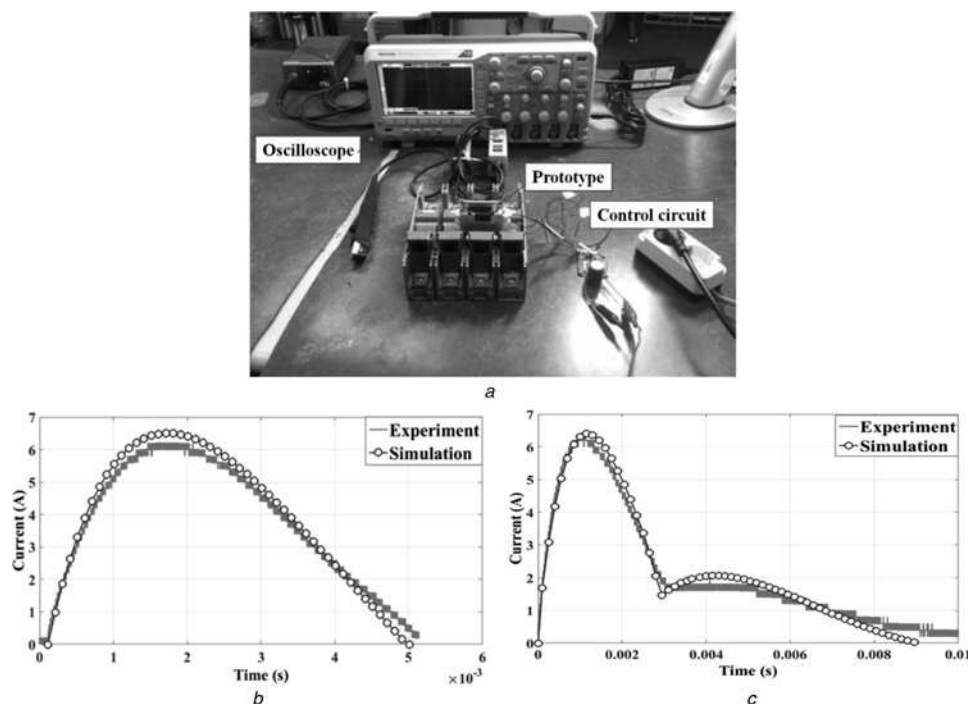 Oscilloscope
Prototype
Control circuit
a
7
6
5
4
3
2
1
0
Current (A)
Experiment
Simulation
0
1
2
3
4
5
6
Time (s)
×10⁻³
b
7
6
5
4
3
2
1
0
Current (A)
Experiment
Simulation
0
0.002
0.004
0.006
0.008
0.01
Time (s)
c